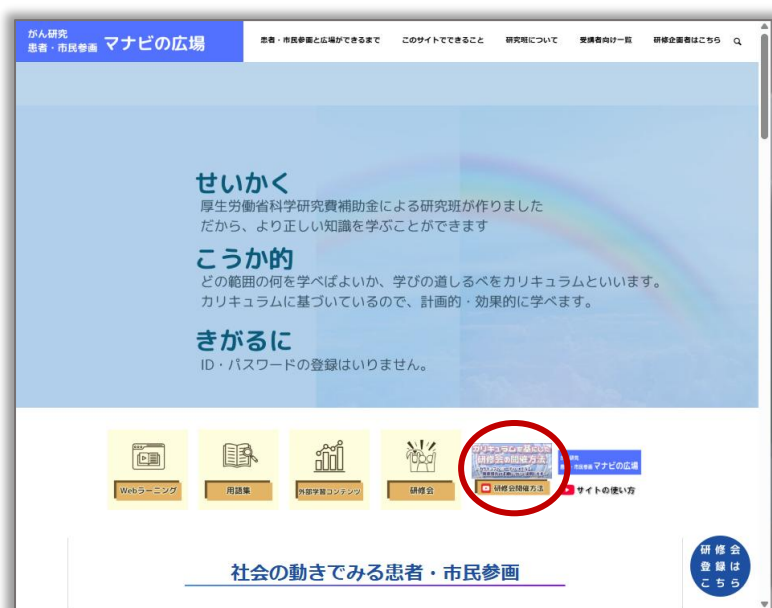 がん研究
患者・市民参画 マナビの広場
患者・市民参画と広場ができるまで
このサイトでできること
研究班について
受講者向け一覧
研修企画者はこちら
せいかく
厚生労働省科学研究費補助金による研究班が作りました
だから、より正しい知識を学ぶことができます
こうか的
どの範囲の何を学べばよいか、学びの道しるべをカリキュラムといいます。
カリキュラムに基づいているので、計画的・効果的に学べます。
きがるに
ID・パスワードの登録はいりません。
Webラーニング
用語集
外部学習コンテンツ
研修会
カリキュラムを基にした
研修会の開催方法
研修会開催方法
マナビの広場
サイトの使い方
研修会
登録は
こちら
社会の動きでみる患者・市民参画